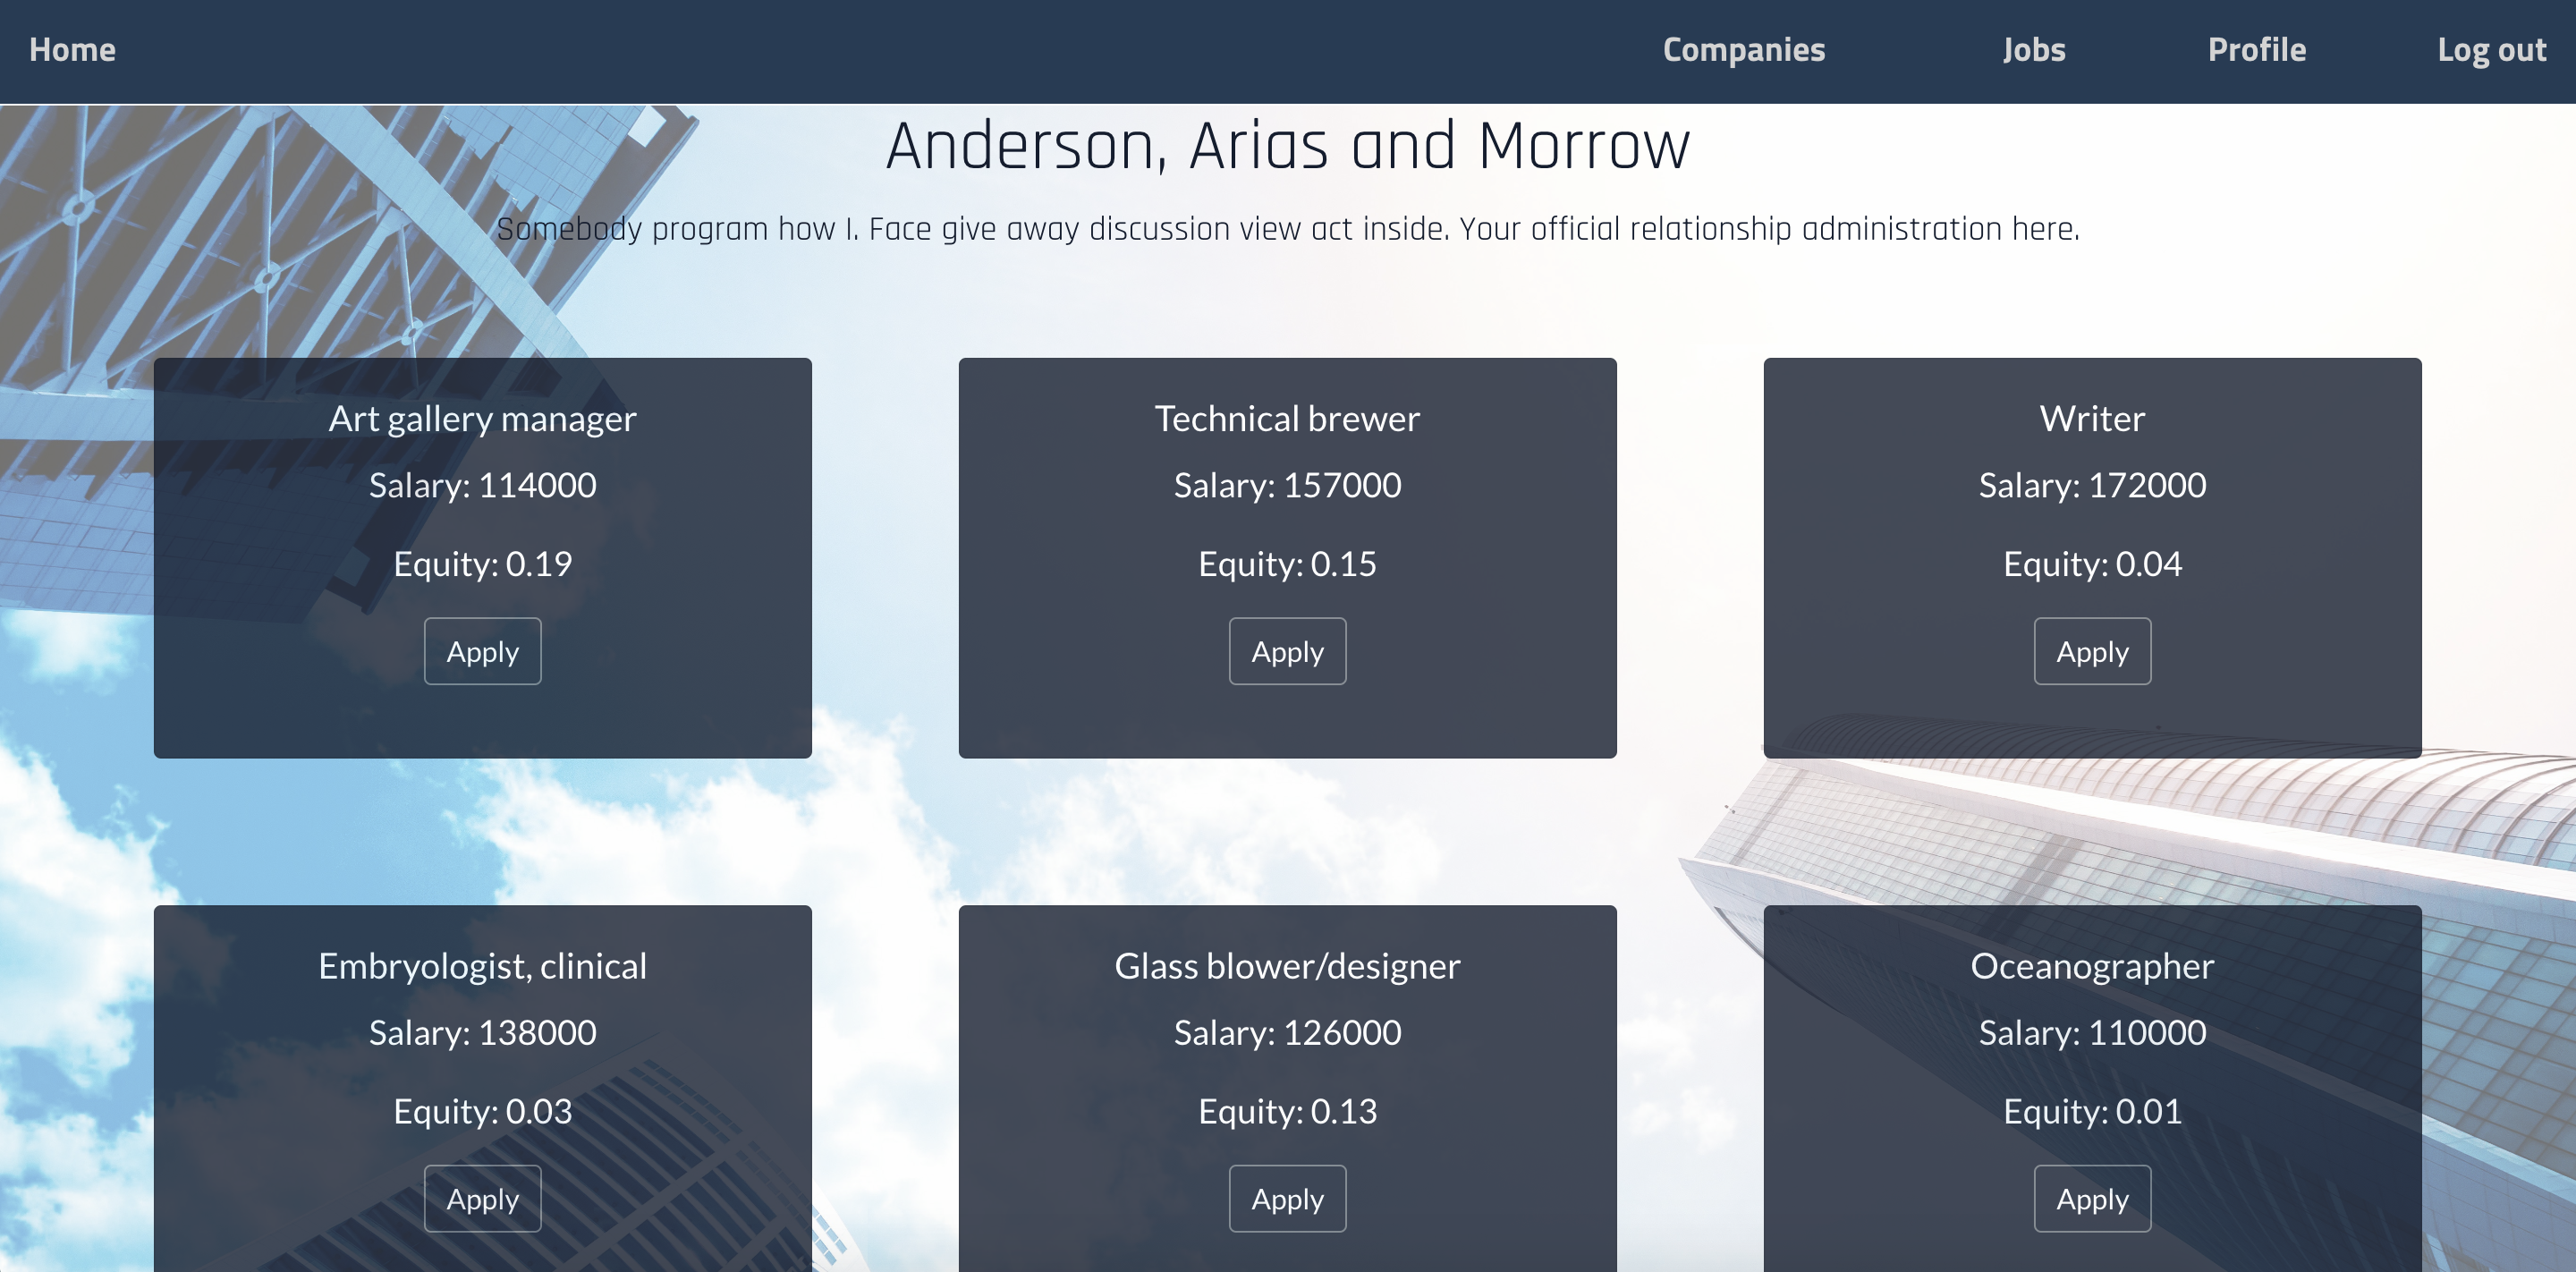 Home Companies Jobs Profile Log out
Anderson, Arias and Morrow
Somebody program how I. Face give away discussion view act inside. Your official relationship administration here.
Art gallery manager
Salary: 114000
Equity: 0.19
Apply
Technical brewer
Salary: 157000
Equity: 0.15
Apply
Writer
Salary: 172000
Equity: 0.04
Apply
Embryologist, clinical
Salary: 138000
Equity: 0.03
Apply
Glass blower/designer
Salary: 126000
Equity: 0.13
Apply
Oceanographer
Salary: 110000
Equity: 0.01
Apply